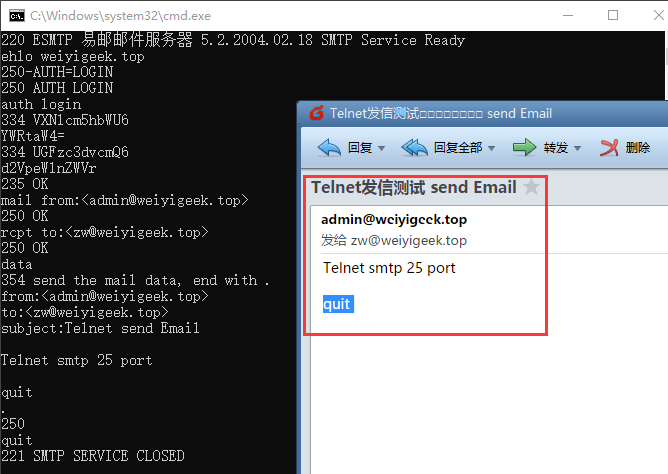 C:\Windows\system32\cmd.exe
220 ESMTP 易邮邮件服务器 5.2.2004.02.18 SMTP Service Ready
ehlo weiyigeek.top
250-AUTH=LOGIN
250 AUTH LOGIN
auth login
334 VXNlcm5hbWU6
YWRtaW4=
334 UGFzc3dvcmQ6
d2VpeWlnZWVr
235 OK
mail from:<admin@weiyigeek.top>
250 OK
rcpt to:<zw@weiyigeek.top>
250 OK
data
354 send the mail data, end with .
from:<admin@weiyigeek.top>
to:<zw@weiyigeek.top>
subject:Telnet send Email
Telnet smtp 25 port
quit
.
250
quit
221 SMTP SERVICE CLOSED
Telnet发信测试□□□□□□□□ send Email
回复 回复全部 转发 删除
Telnet发信测试 send Email
admin@weiyigeek.top
发给 zw@weiyigeek.top
Telnet smtp 25 port
quit